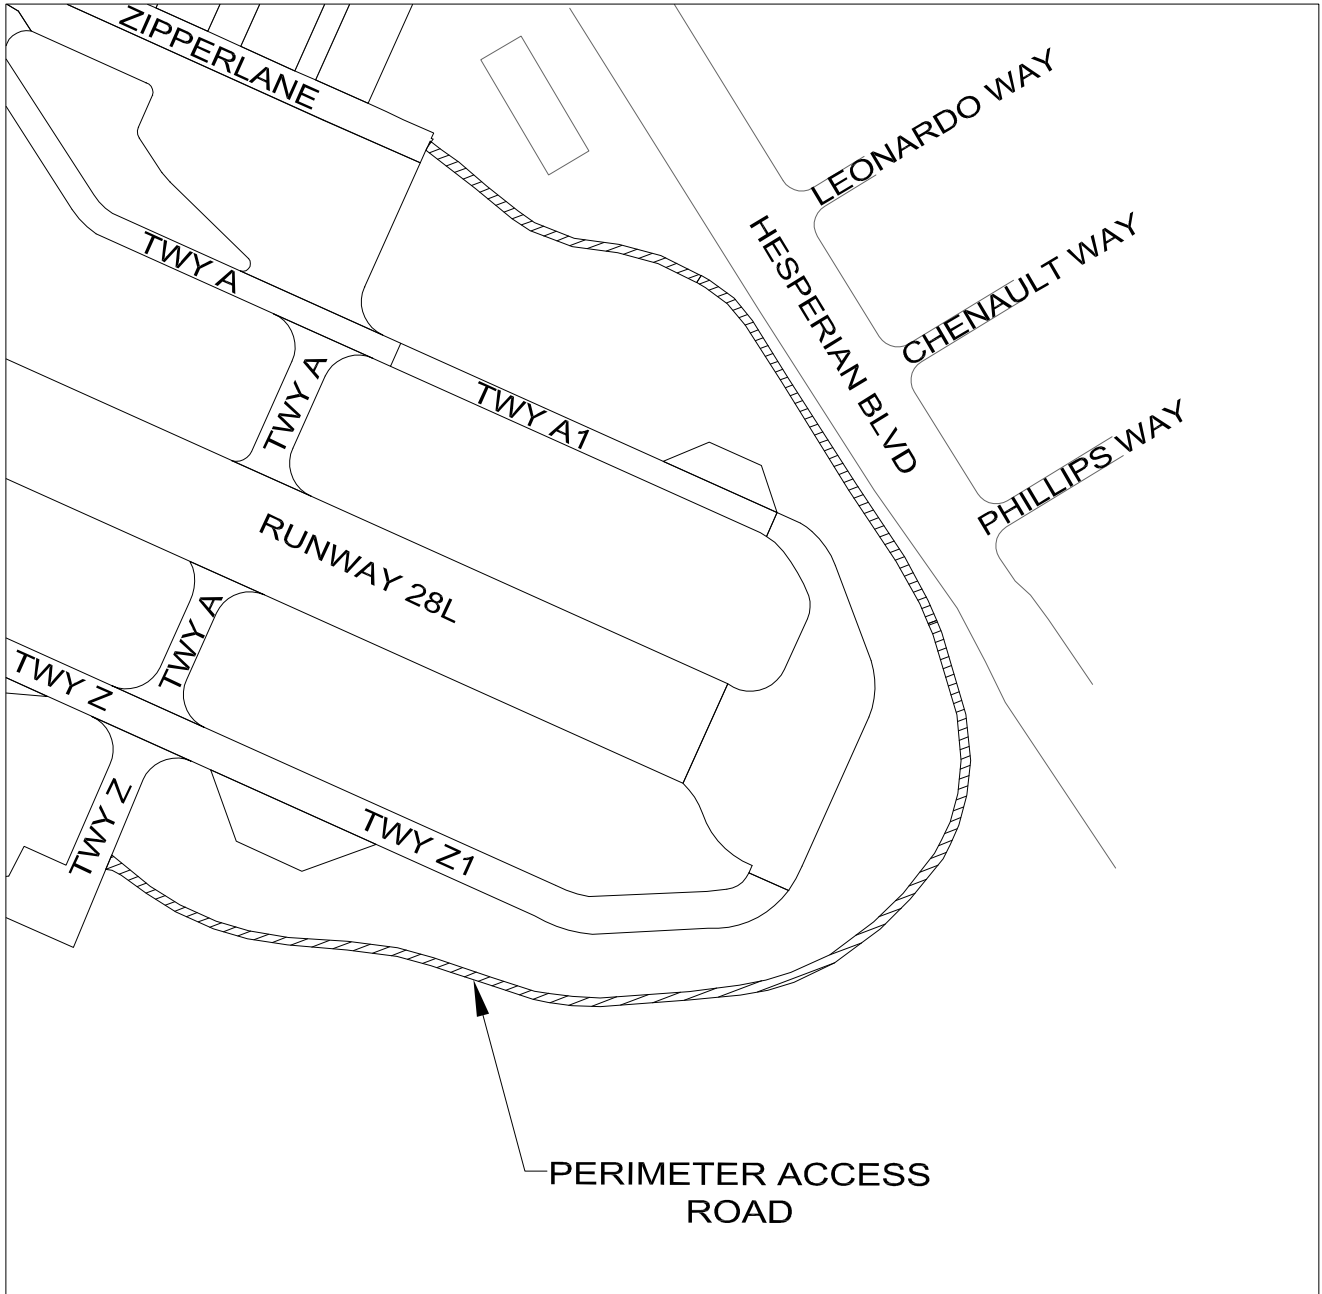 ZIPPERLANE
LEONARDO WAY
HESPERIAN BLVD
CHENAULT WAY
TWY A
TWY A
TWY A1
PHILLIPS WAY
RUNWAY 28L
TWY A
TWY Z
TWY Z
TWY Z1
PERIMETER ACCESS
ROAD